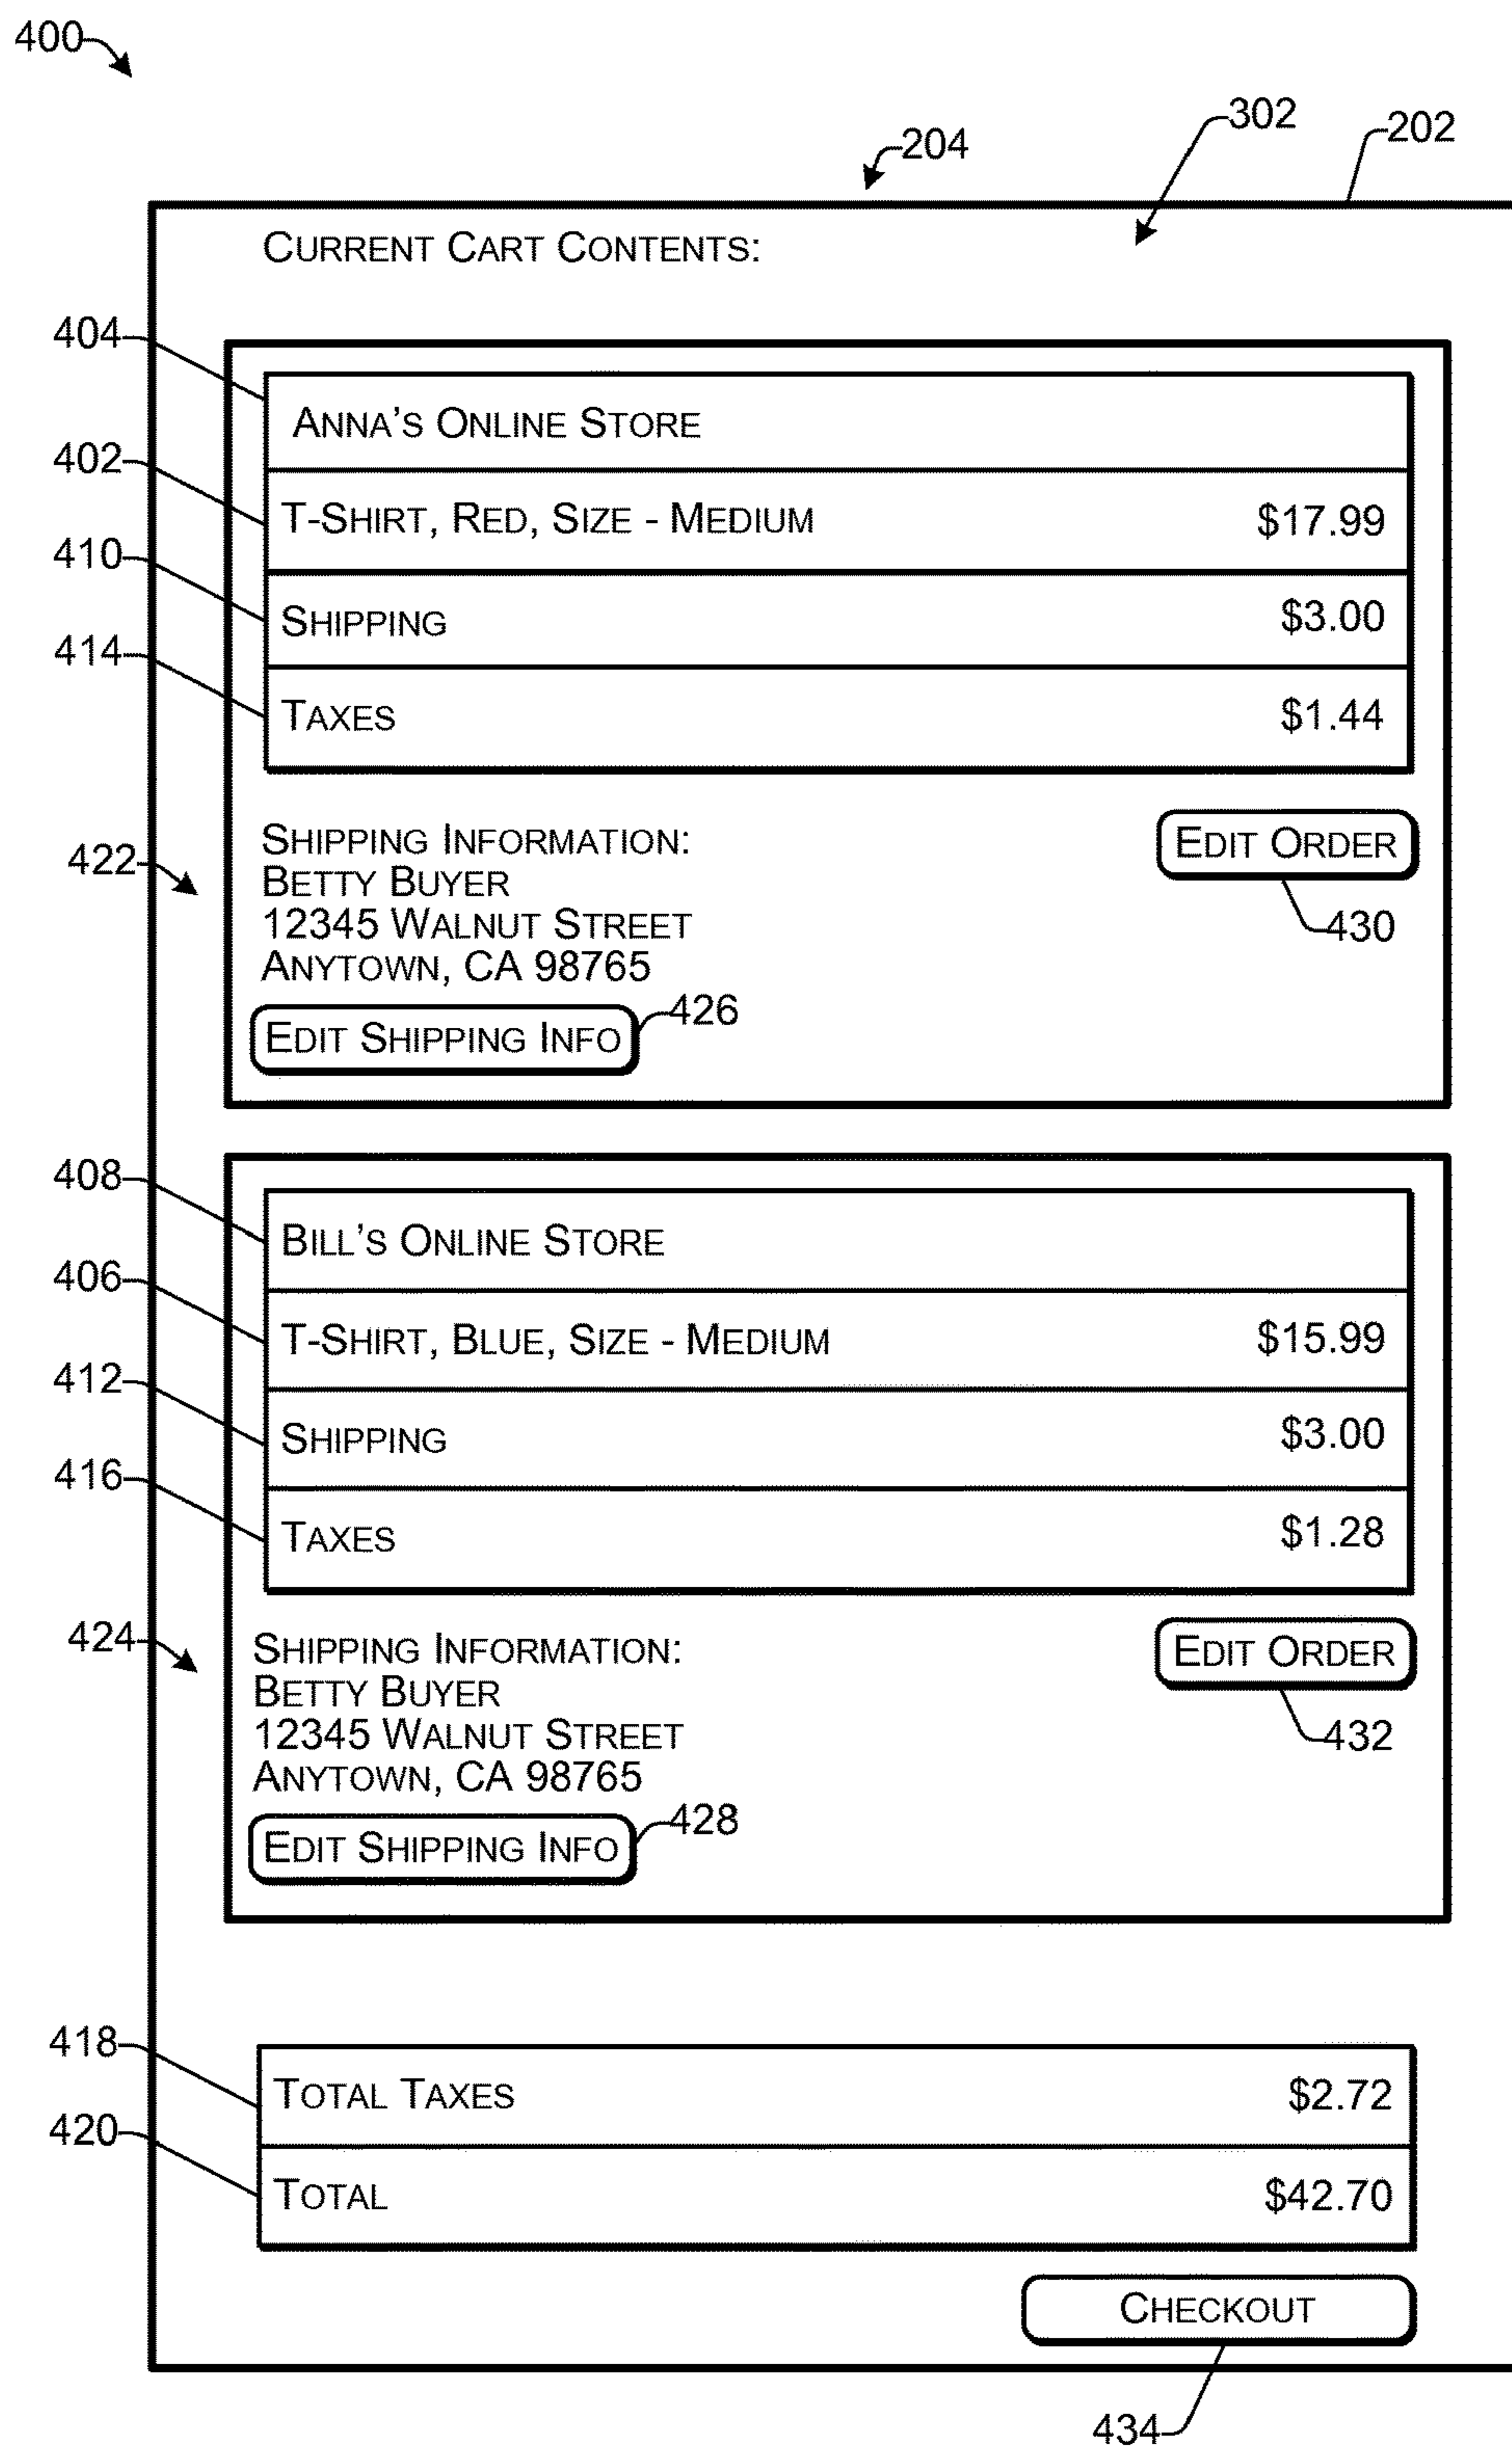 400
302
202
204
CURRENT CART CONTENTS:
404
ANNA'S ONLINE STORE
402
T-SHIRT, RED, SIZE - MEDIUM $17.99
410
SHIPPING $3.00
414
TAXES $1.44
422
SHIPPING INFORMATION:
BETTY BUYER
12345 WALNUT STREET
ANYTOWN, CA 98765
EDIT ORDER
430
EDIT SHIPPING INFO
426
408
BILL'S ONLINE STORE
406
T-SHIRT, BLUE, SIZE - MEDIUM $15.99
412
SHIPPING $3.00
416
TAXES $1.28
424
SHIPPING INFORMATION:
BETTY BUYER
12345 WALNUT STREET
ANYTOWN, CA 98765
EDIT ORDER
432
EDIT SHIPPING INFO
428
418
TOTAL TAXES $2.72
420
TOTAL $42.70
CHECKOUT
434